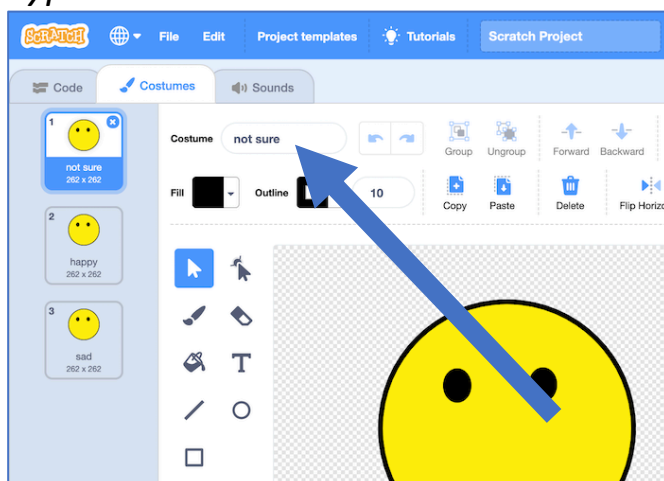 SCRATCH File Edit Project templates Tutorials Scratch Project
Code Costumes Sounds
1
not sure
262 x 262
2
happy
262 x 262
3
sad
262 x 262
Costume not sure Group Ungroup Forward Backward
Fill Outline 10 Copy Paste Delete Flip
T